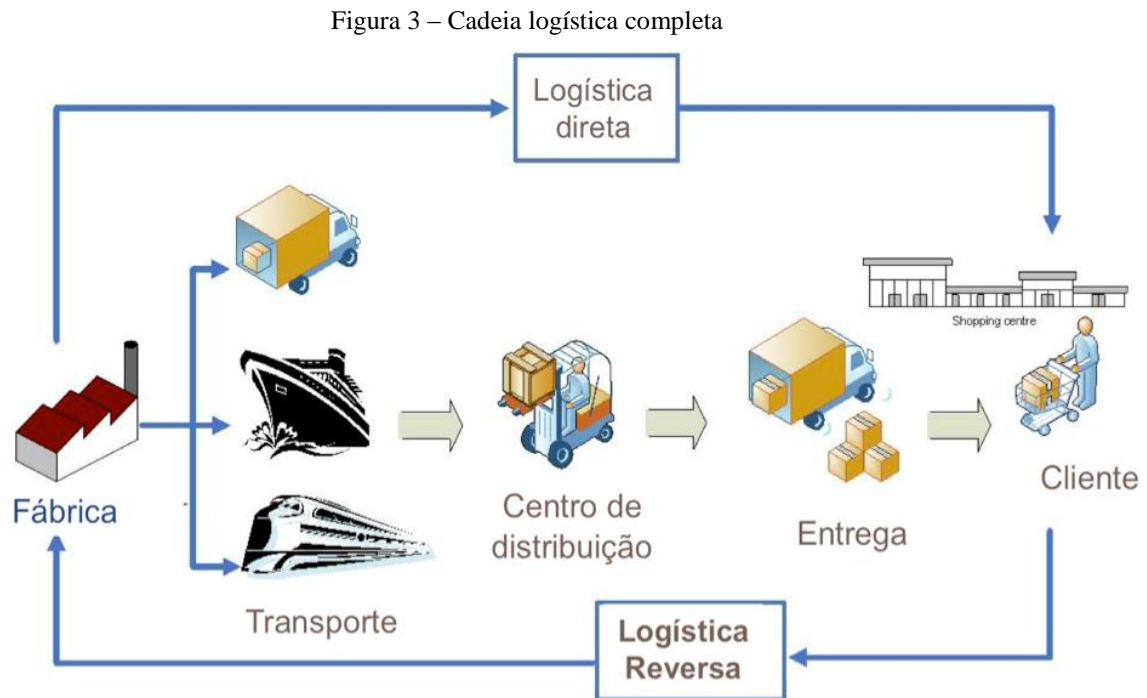 Figura 3 – Cadeia logística completa
Logística
direta
Shopping centre
Fábrica
Transporte
Centro de
distribuição
Entrega
Cliente
Logística
Reversa